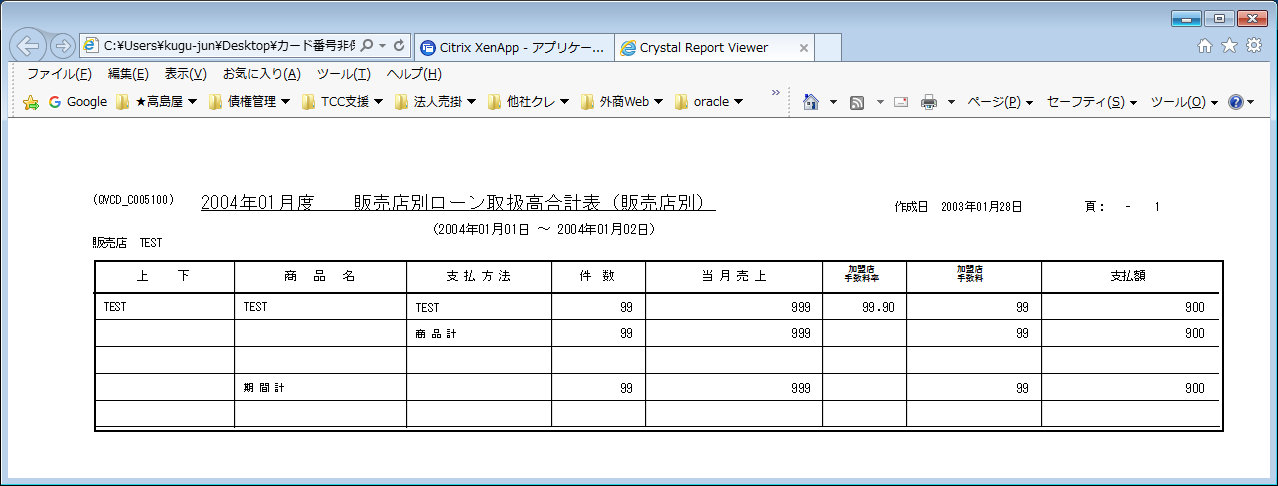 C:¥Users¥kugu-jun¥Desktop¥カード番号非保
Citrix XenApp - アプリケー...
Crystal Report Viewer
ファイル(F) 編集(E) 表示(V) お気に入り(A) ツール(T) ヘルプ(H)
Google ★高島屋 債権管理 TCC支援 法人売掛 他社クレ 外商Web oracle » ページ(P) セーフティ(S) ツール(O)
(QVCD_C005100) 2004年01月度 販売店別ローン取扱高合計表（販売店別） 作成日 2003年01月28日 頁： - 1
(2004年01月01日 ～ 2004年01月02日)
販売店 TEST
上 下 商 品 名 支 払 方 法 件 数 当 月 売 上 加盟店手数料率 加盟店手数料 支払額
TEST TEST TEST 99 999 99.90 99 900
商 品 計 99 999 99 900
期 間 計 99 999 99 900